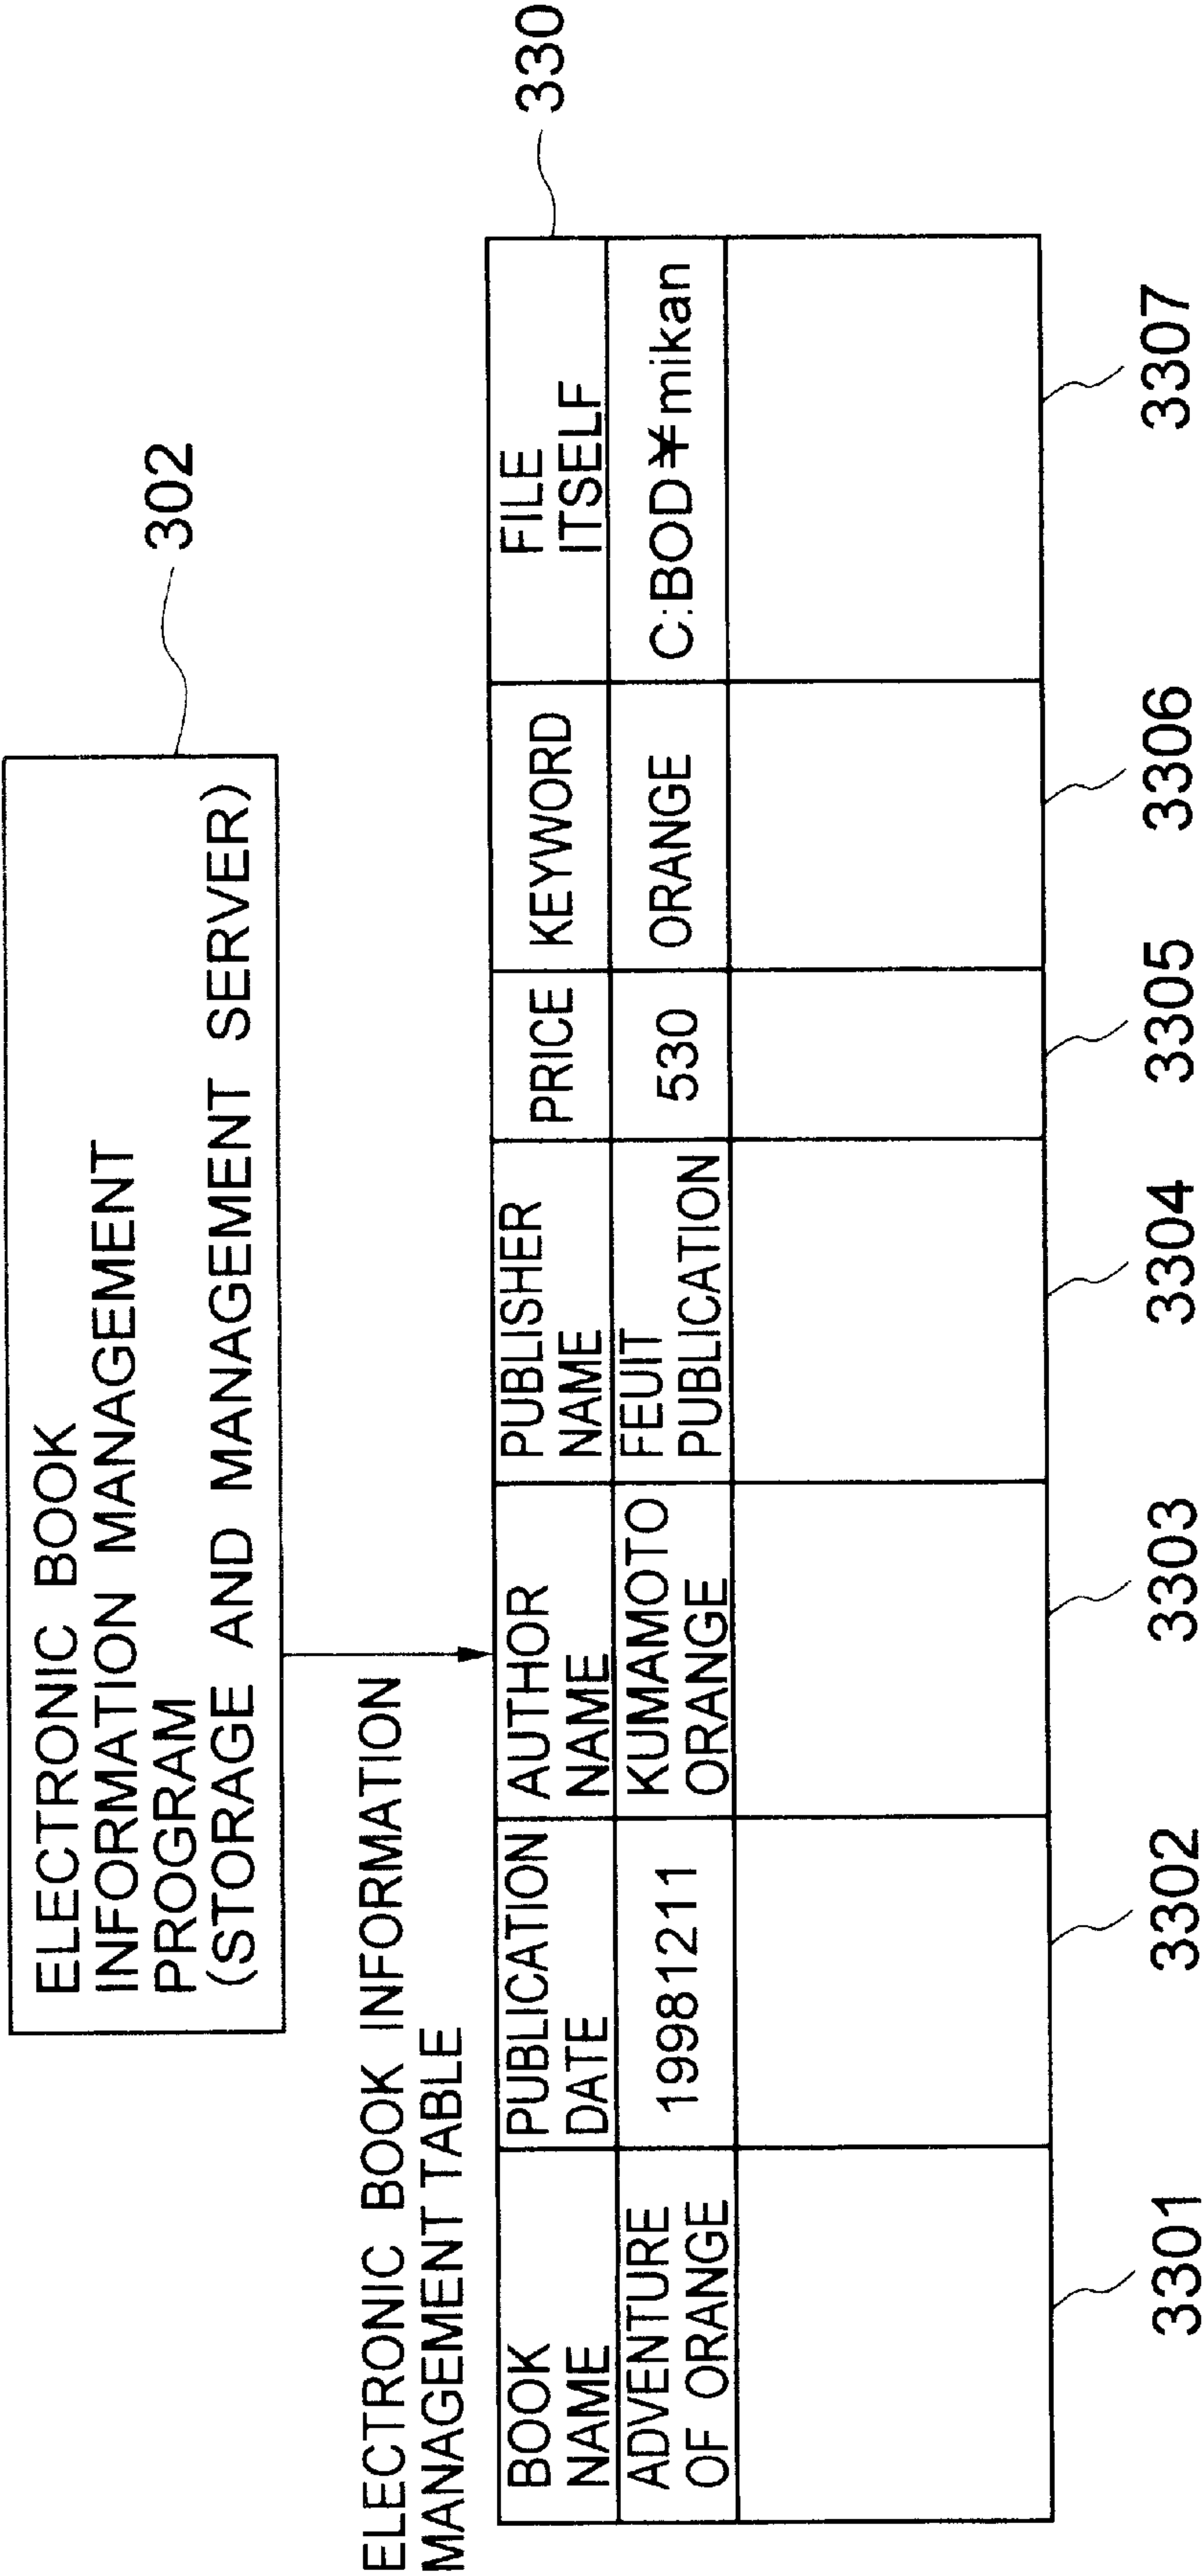 ELECTRONIC BOOK
INFORMATION MANAGEMENT
PROGRAM
(STORAGE AND MANAGEMENT SERVER)
302
ELECTRONIC BOOK INFORMATION
MANAGEMENT TABLE
330
BOOK
NAME
PUBLICATION
DATE
AUTHOR
NAME
PUBLISHER
NAME
PRICE
KEYWORD
FILE
ITSELF
ADVENTURE
OF ORANGE
19981211
KUMAMOTO
ORANGE
FEUIT
PUBLICATION
530
ORANGE
C:BOD¥mikan
3301
3302
3303
3304
3305
3306
3307